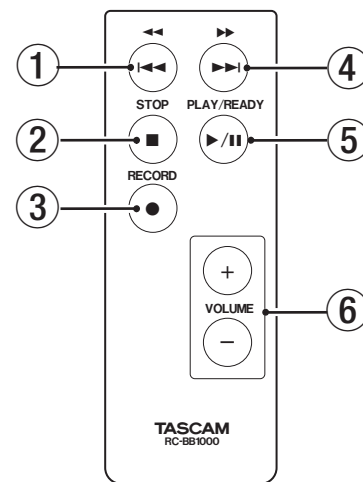 1
4
STOP PLAY/READY
2
5
RECORD
3
+
VOLUME
6
−
TASCAM
RC-BB1000